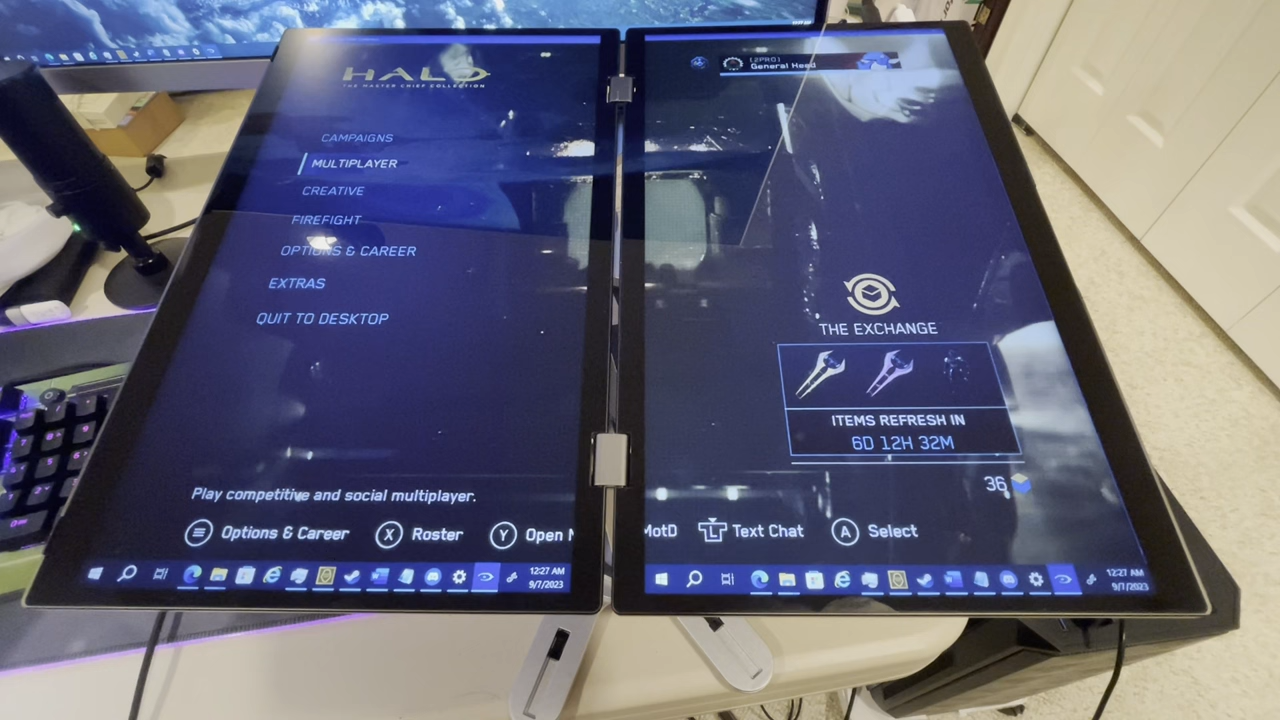 HALO
THE MASTER CHIEF COLLECTION
CAMPAIGNS
MULTIPLAYER
CREATIVE
FIREFIGHT
OPTIONS & CAREER
EXTRAS
QUIT TO DESKTOP
Play competitive and social multiplayer.
Options & Career
X Roster
Y Open
12:27 AM
9/7/2023
[2PRO]
General Hood
THE EXCHANGE
ITEMS REFRESH IN
6D 12H 32M
36
MotD
Text Chat
A Select
12:27 AM
9/7/2023